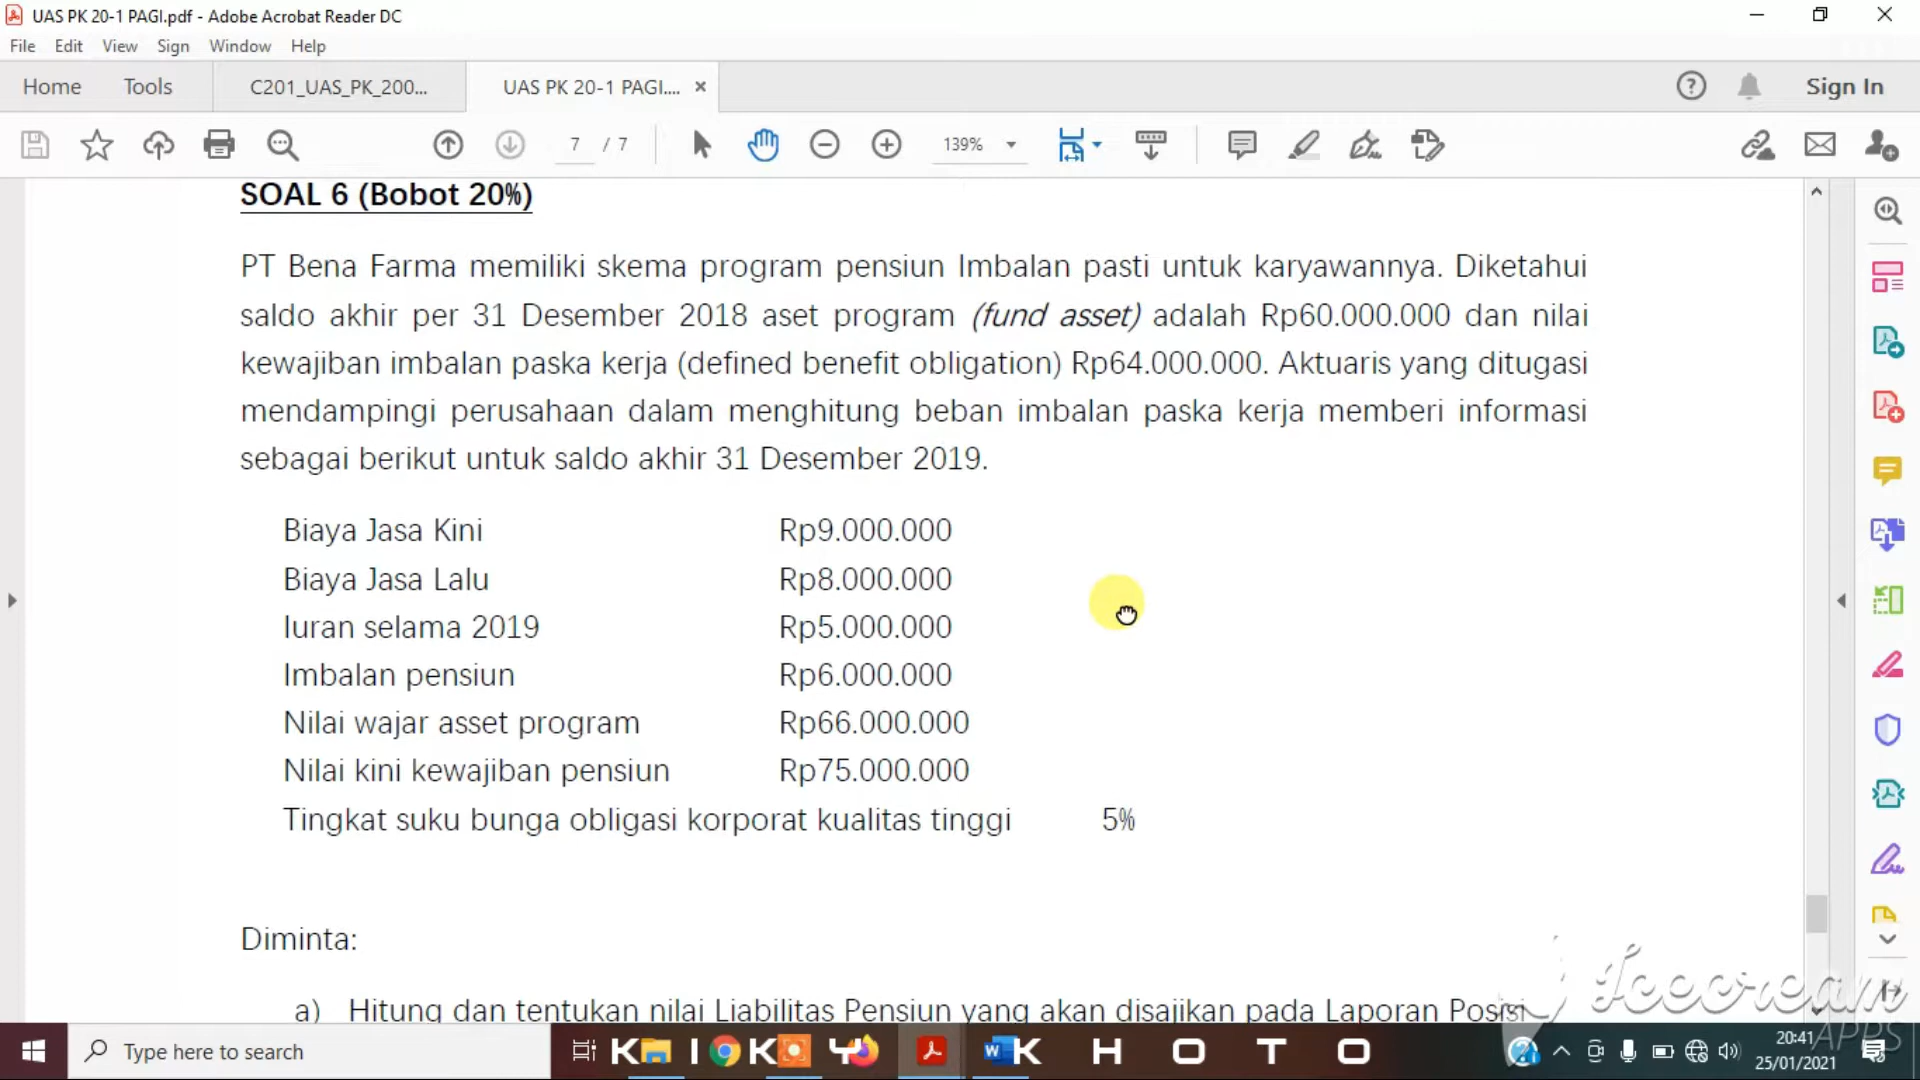 UAS PK 20-1 PAGI.pdf - Adobe Acrobat Reader DC
File Edit View Sign Window Help
Home Tools C201_UAS_PK_200... UAS PK 20-1 PAGI.... × Sign In
7 / 7 139%
SOAL 6 (Bobot 20%)
PT Bena Farma memiliki skema program pensiun Imbalan pasti untuk karyawannya. Diketahui
saldo akhir per 31 Desember 2018 aset program (fund asset) adalah Rp60.000.000 dan nilai
kewajiban imbalan paska kerja (defined benefit obligation) Rp64.000.000. Aktuaris yang ditugasi
mendampingi perusahaan dalam menghitung beban imbalan paska kerja memberi informasi
sebagai berikut untuk saldo akhir 31 Desember 2019.
Biaya Jasa Kini Rp9.000.000
Biaya Jasa Lalu Rp8.000.000
Iuran selama 2019 Rp5.000.000
Imbalan pensiun Rp6.000.000
Nilai wajar asset program Rp66.000.000
Nilai kini kewajiban pensiun Rp75.000.000
Tingkat suku bunga obligasi korporat kualitas tinggi 5%
Diminta:
a) Hitung dan tentukan nilai Liabilitas Pensiun yang akan disajikan pada Laporan Posisi
Icecream
APPS
Type here to search
K I K Y K H O T O
20:41
25/01/2021